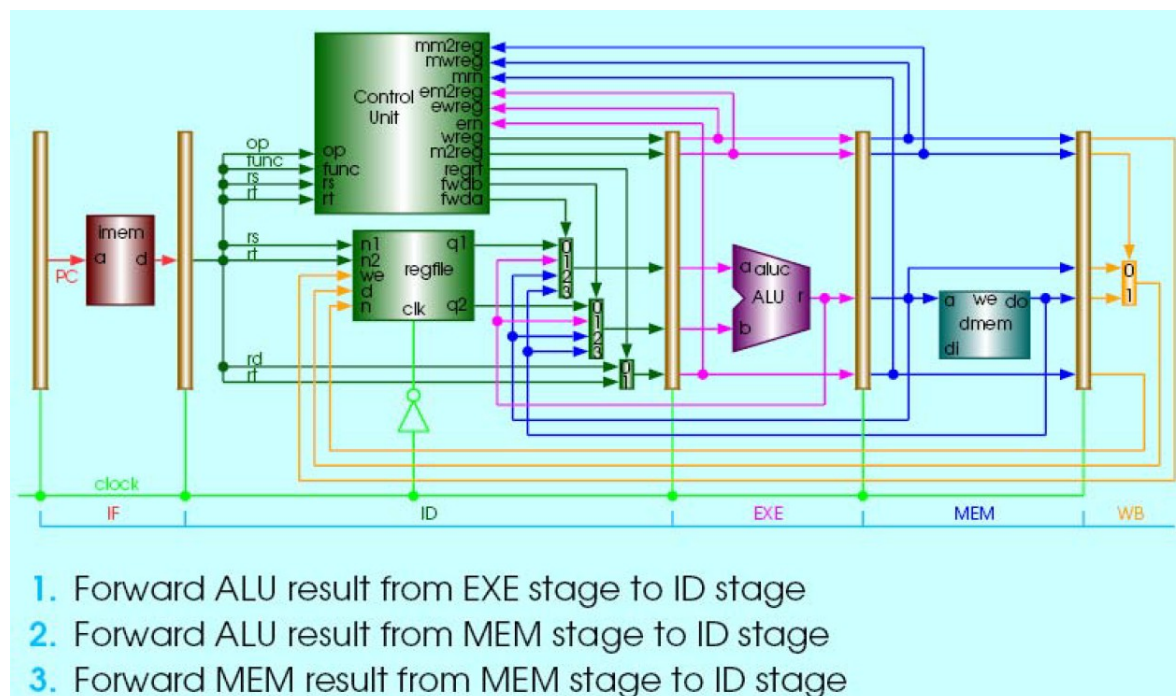 mm2reg
mwreg
mrn
em2reg
ewreg
ern
wreg
m2reg
regrt
fwdb
fwda
Control
Unit
op
func
rs
rt
op
func
rs
rt
imem
a d
PC
rs
rt
n1 q1
n2
we
regfile
d
n q2
clk
0
1
2
3
0
1
2
3
rd
rt
0
1
a aluc
ALU r
b
a we do
dmem
di
0
1
clock
IF ID EXE MEM WB
1. Forward ALU result from EXE stage to ID stage
2. Forward ALU result from MEM stage to ID stage
3. Forward MEM result from MEM stage to ID stage